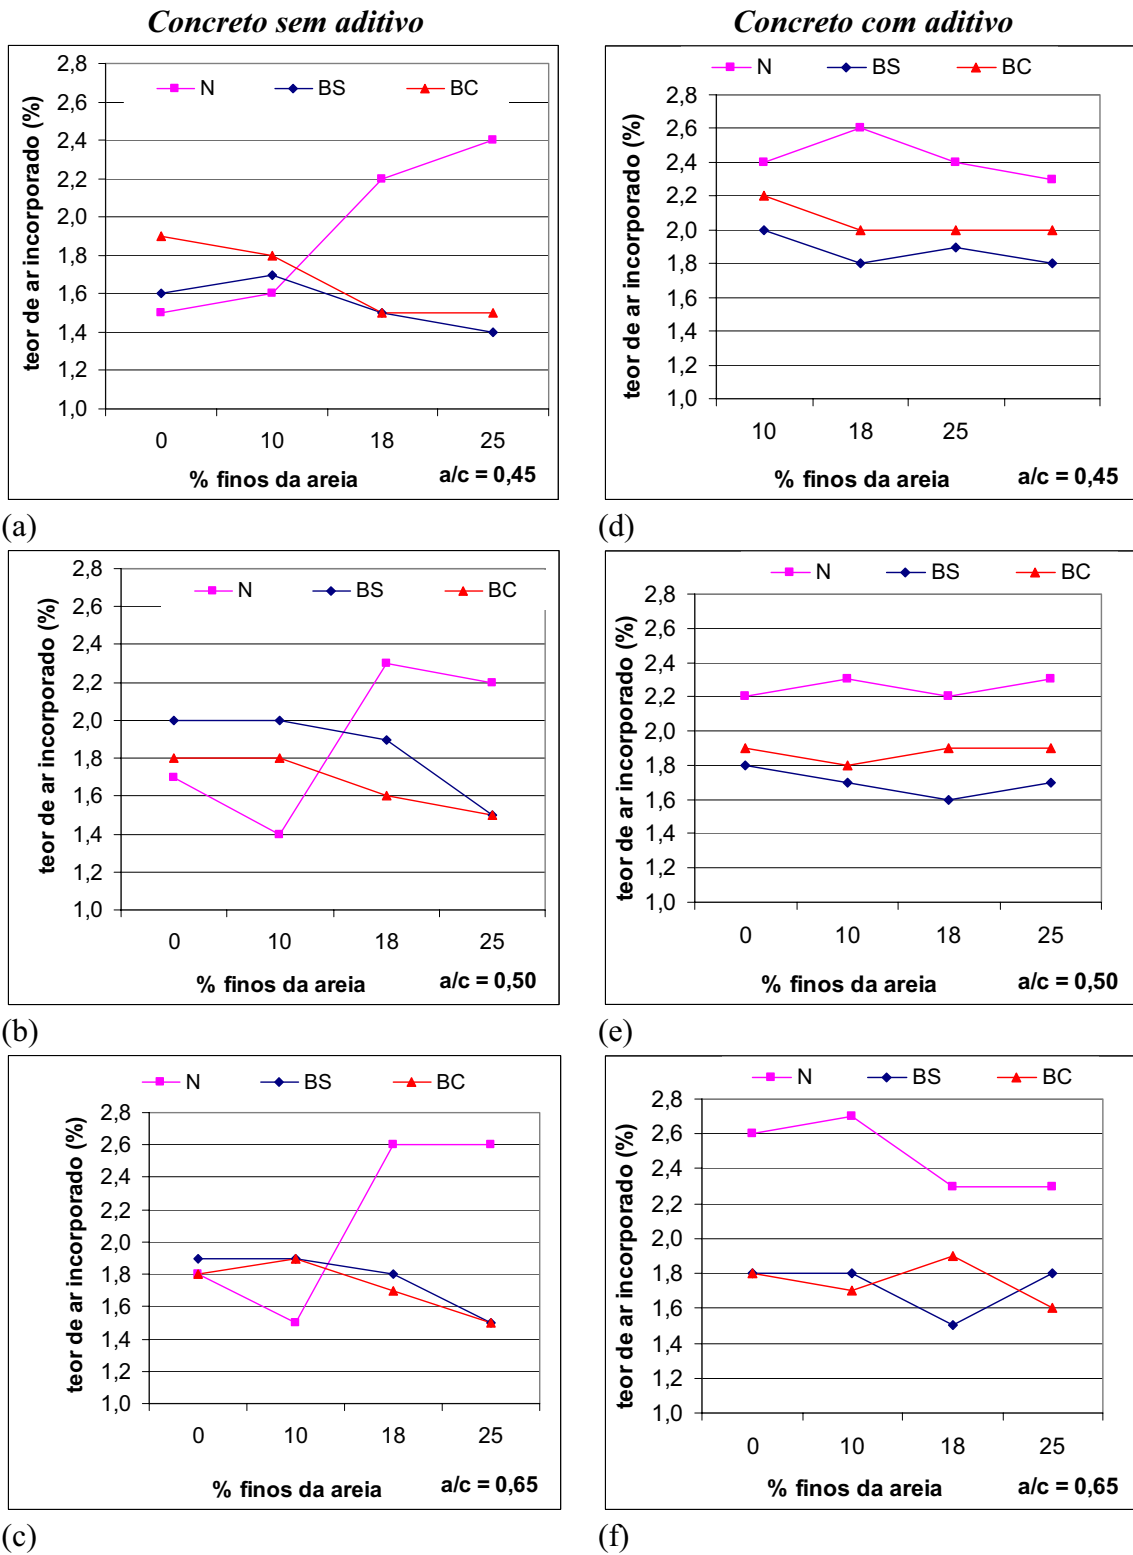 Concreto sem aditivo
Concreto com aditivo
N BS BC
teor de ar incorporado (%)
2,8
2,6
2,4
2,2
2,0
1,8
1,6
1,4
1,2
1,0
0 10 18 25
% finos da areia
a/c = 0,45
(a)
N BS BC
teor de ar incorporado (%)
2,8
2,6
2,4
2,2
2,0
1,8
1,6
1,4
1,2
1,0
10 18 25
% finos da areia
a/c = 0,45
(d)
N BS BC
teor de ar incorporado (%)
2,8
2,6
2,4
2,2
2,0
1,8
1,6
1,4
1,2
1,0
0 10 18 25
% finos da areia
a/c = 0,50
(b)
N BS BC
teor de ar incorporado (%)
2,8
2,6
2,4
2,2
2,0
1,8
1,6
1,4
1,2
1,0
0 10 18 25
% finos da areia
a/c = 0,50
(e)
N BS BC
teor de ar incorporado (%)
2,8
2,6
2,4
2,2
2,0
1,8
1,6
1,4
1,2
1,0
0 10 18 25
% finos da areia
a/c = 0,65
(c)
N BS BC
teor de ar incorporado (%)
2,8
2,6
2,4
2,2
2,0
1,8
1,6
1,4
1,2
1,0
0 10 18 25
% finos da areia
a/c = 0,65
(f)